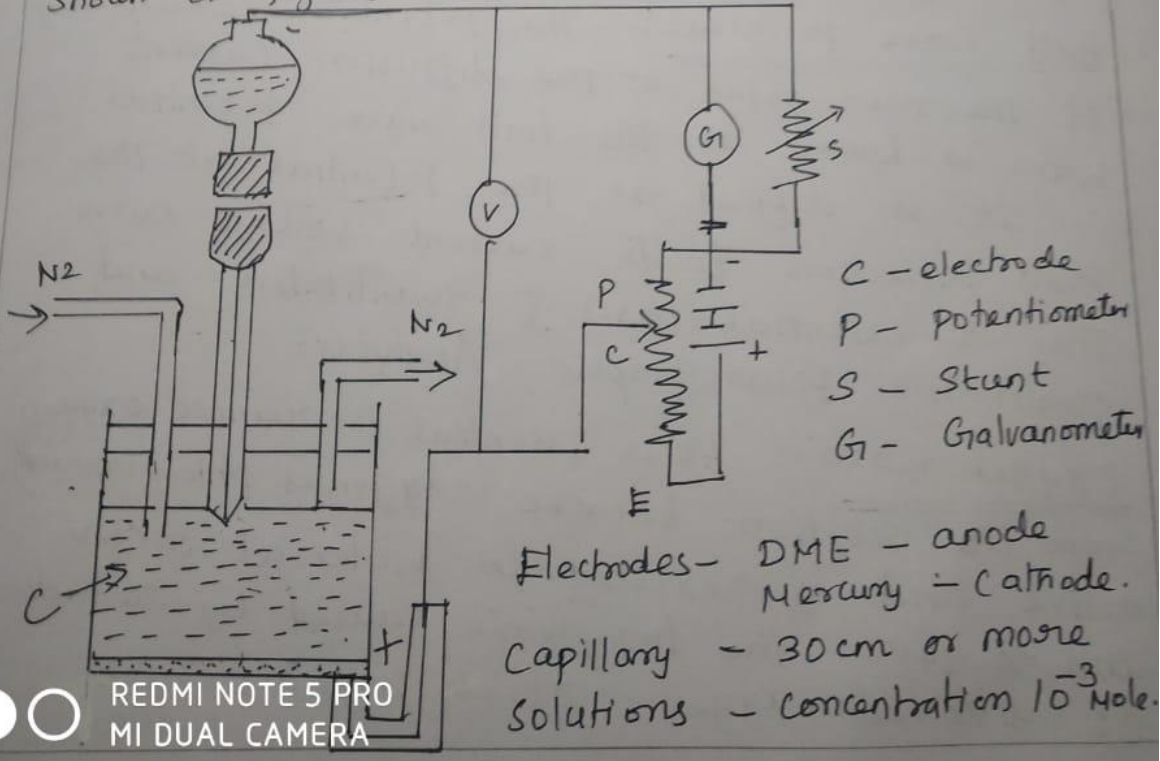 shown
-
N2
N2
V
G
S
P
C
-
+
E
C
+
C - electrode
P - Potentiometer
S - Stunt
G - Galvanometer
Electrodes - DME - anode
Mercury - Cathode.
Capillary - 30 cm or more
Solutions - Concentration 10⁻³ Mole.
REDMI NOTE 5 PRO
MI DUAL CAMERA